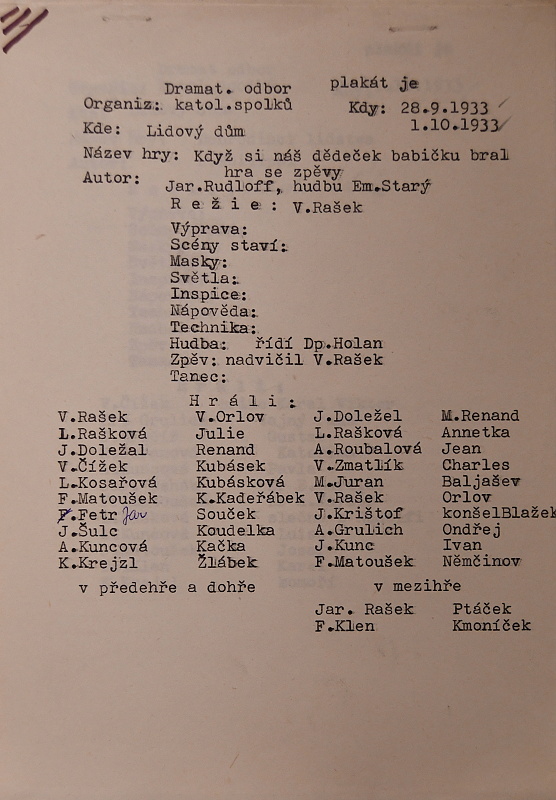 Dramat. odbor plakát je
Organiz: katol.spolků Kdy: 28.9.1933
Kde: Lidový dům 1.10.1933
Název hry: Když si náš dědeček babičku bral
hra se zpěvy
Autor: Jar.Rudloff, hudbu Em.Starý
R e ž i e : V.Rašek
Výprava:
Scény staví:
Masky:
Světla:
Inspice:
Nápověda:
Technika:
Hudba: řídí Dp.Holan
Zpěv: nadvičil V.Rašek
Tanec:
H r á l i :
V.Rašek V.Orlov J.Doležel M.Renand
L.Rašková Julie L.Rašková Annetka
J.Doležal Renand A.Roubalová Jean
V.Čížek Kubásek V.Zmatlík Charles
L.Kosařová Kubásková M.Juran Baljašev
F.Matoušek K.Kadeřábek V.Rašek Orlov
F.Fetr Jar Souček J.Krištof konšelBlažek
J.Šulc Koudelka A.Grulich Ondřej
A.Kuncová Kačka J.Kunc Ivan
K.Krejzl Žlábek F.Matoušek Němčinov
v předehře a dohře v mezihře
Jar. Rašek Ptáček
F.Klen Kmoníček